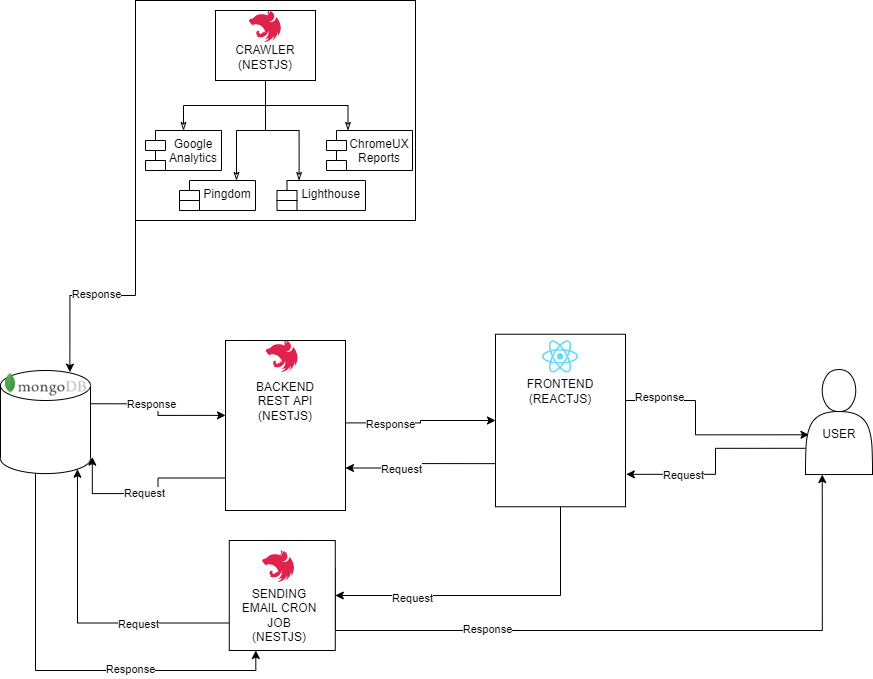 CRAWLER
(NESTJS)
Google
Analytics
ChromeUX
Reports
Pingdom
Lighthouse
Response
mongoDB
BACKEND
REST API
(NESTJS)
FRONTEND
(REACTJS)
USER
Response
Response
Response
Request
Request
Request
SENDING
EMAIL CRON
JOB
(NESTJS)
Request
Request
Response
Response